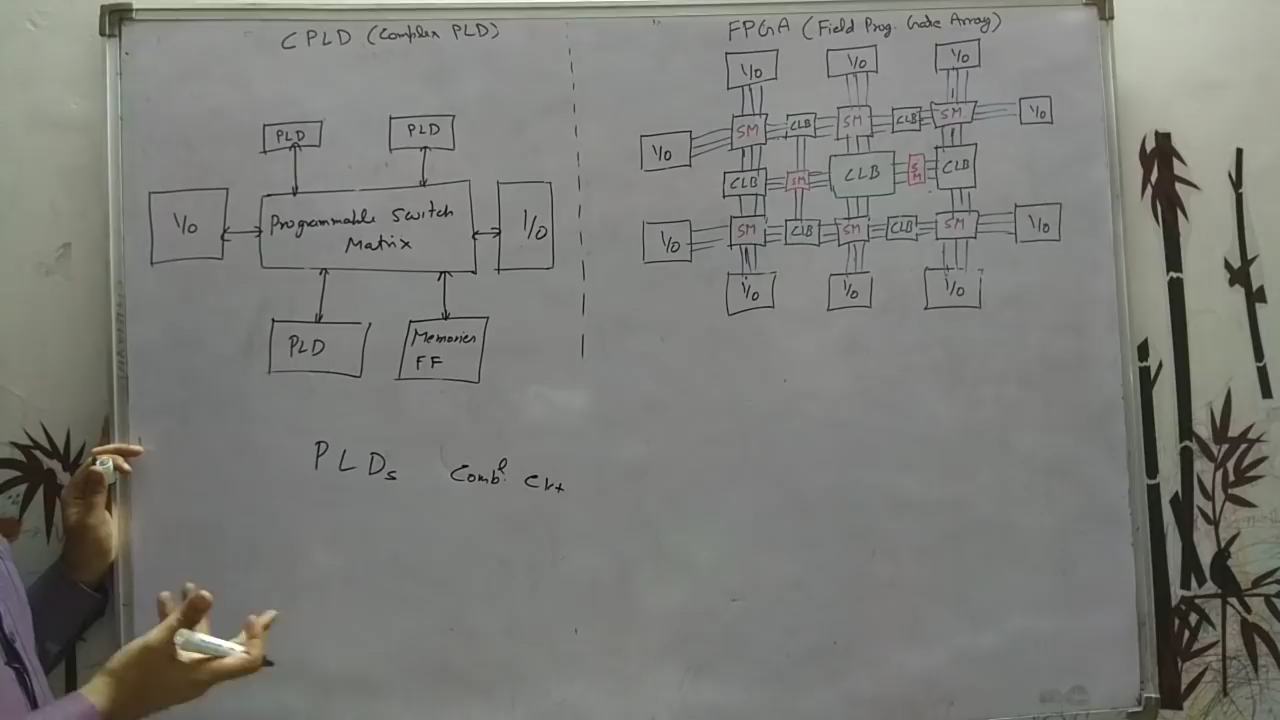 CPLD (Complex PLD)
PLD
PLD
I/O
Programmable Switch
Matrix
I/O
PLD
Memories
FF
PLDs
Combl. Ckt
FPGA (Field Prog. Gate Array)
I/O
I/O
I/O
I/O
SM
CLB
SM
CLB
SM
I/O
CLB
SM
CLB
SM
CLB
I/O
SM
CLB
SM
CLB
SM
I/O
I/O
I/O
I/O